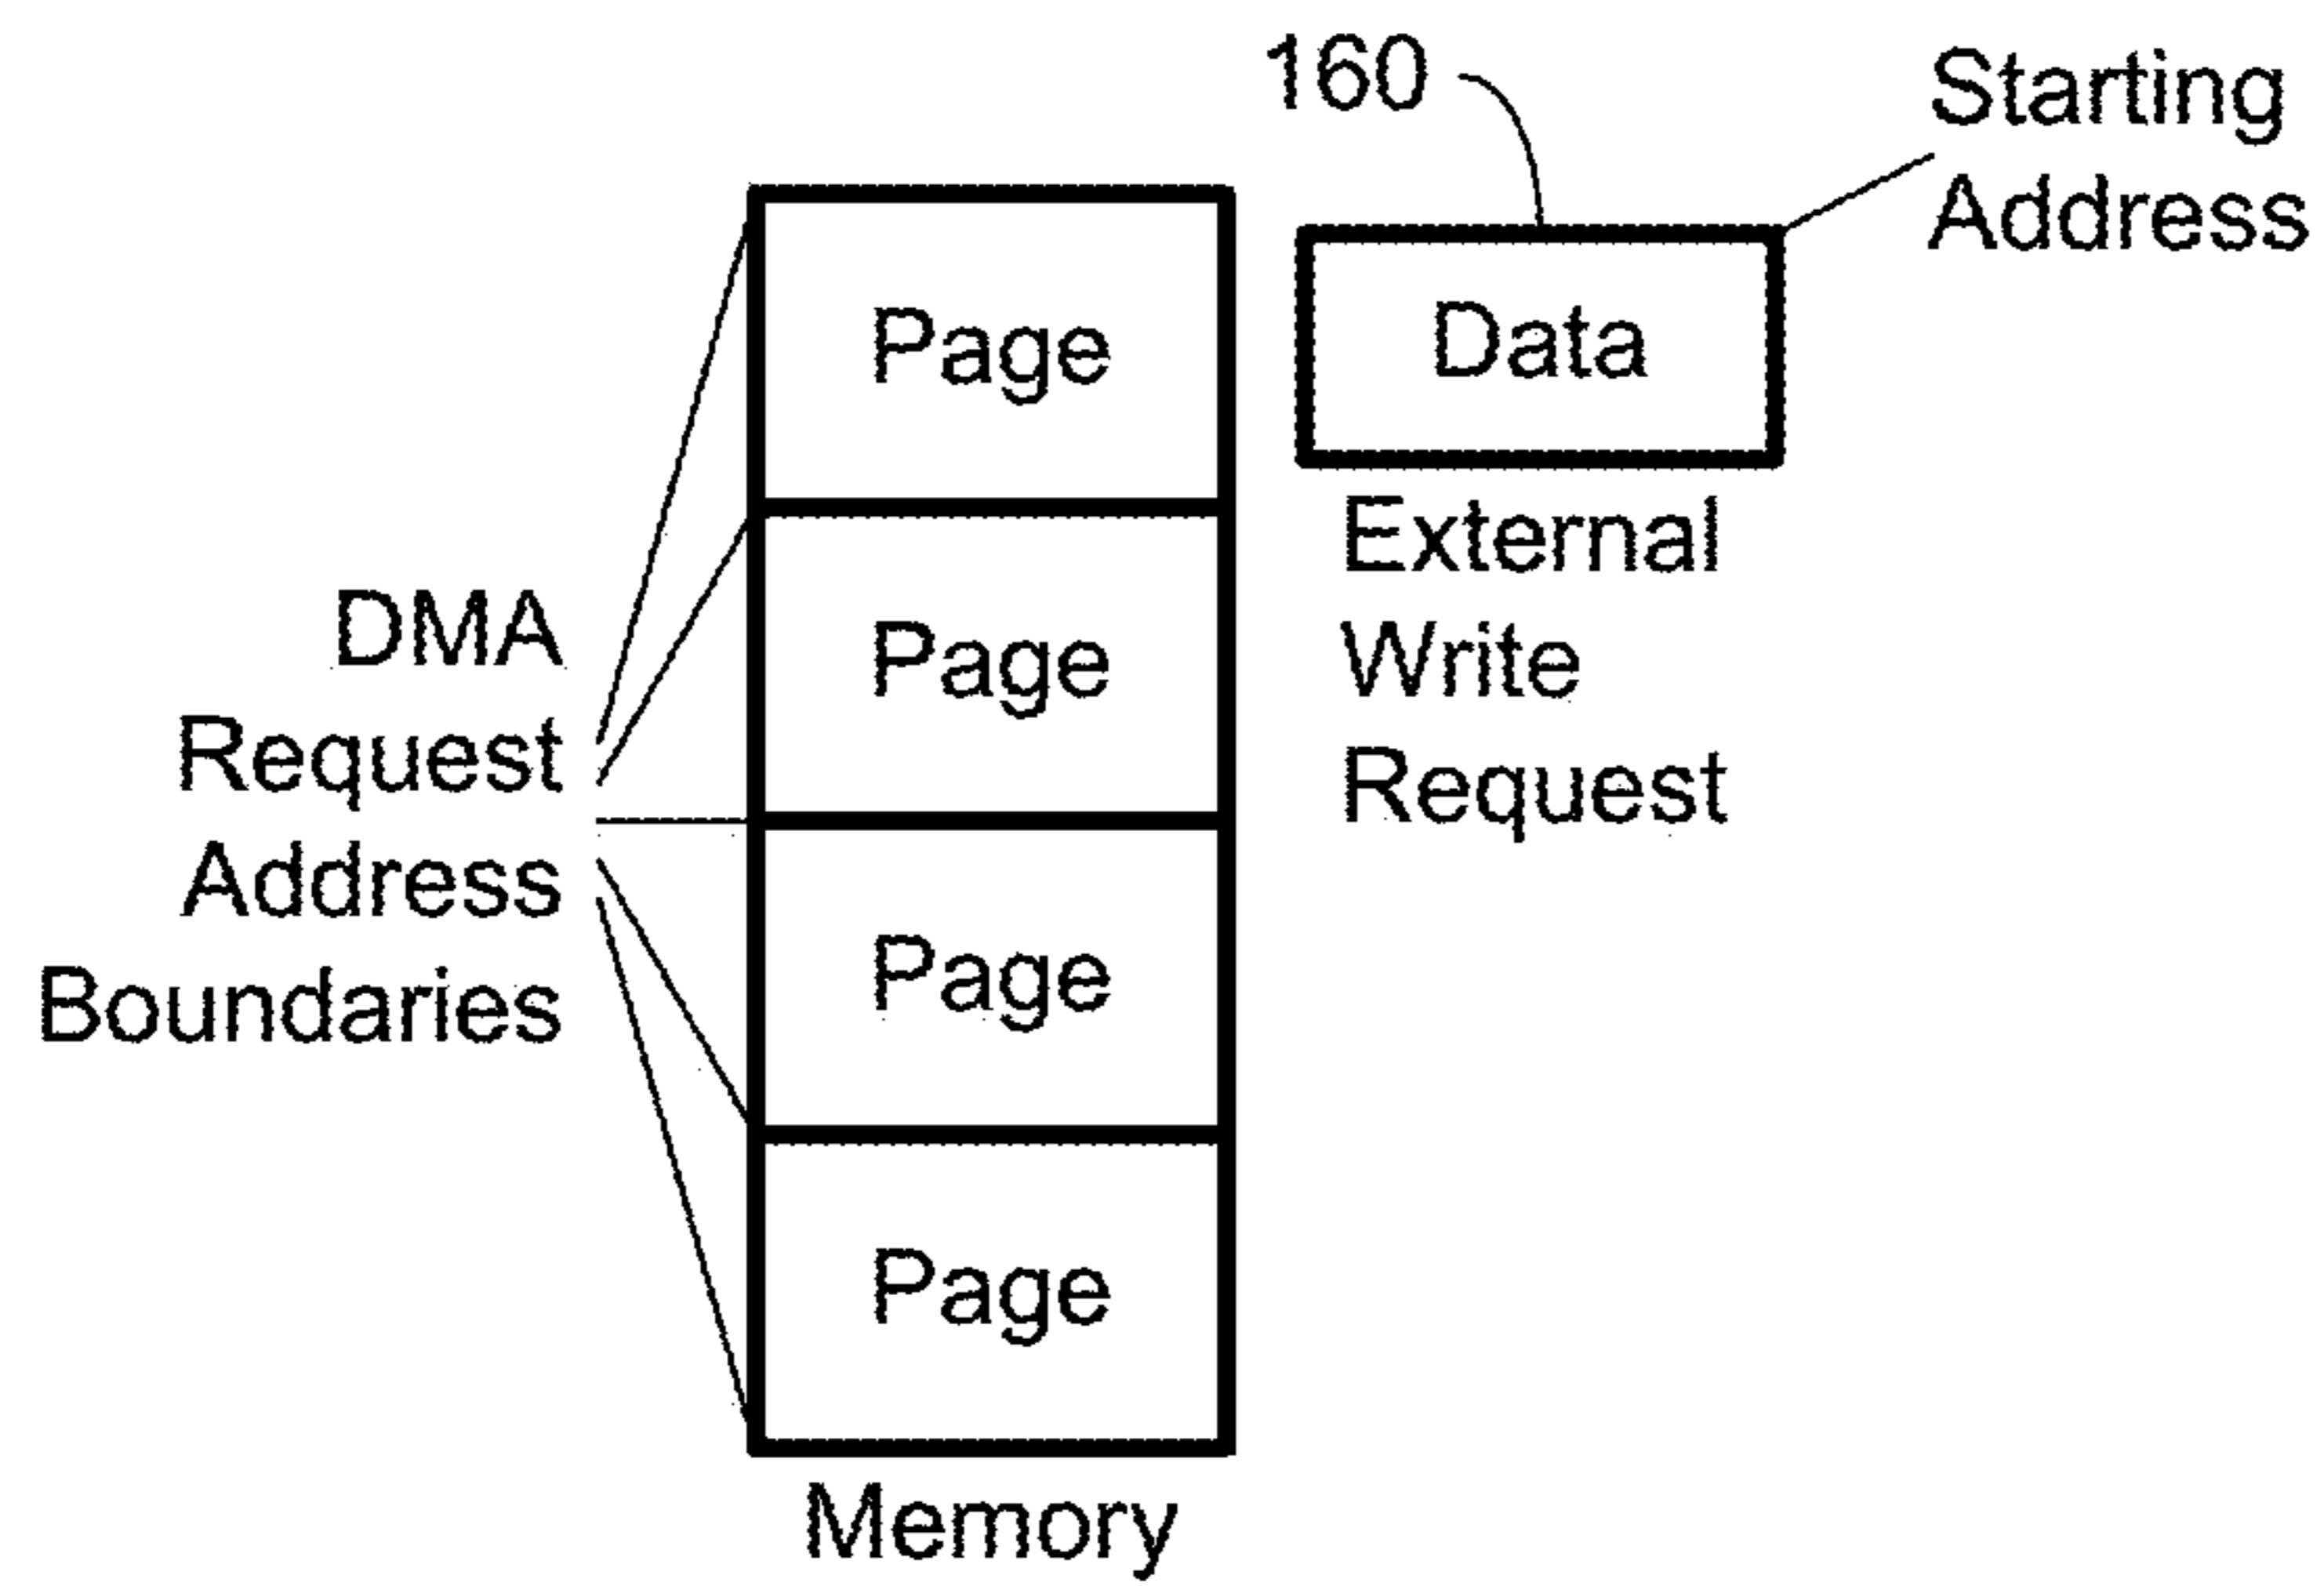 160
Starting
Address
Page
Data
External
Write
Request
DMA
Request
Address
Boundaries
Page
Page
Page
Memory